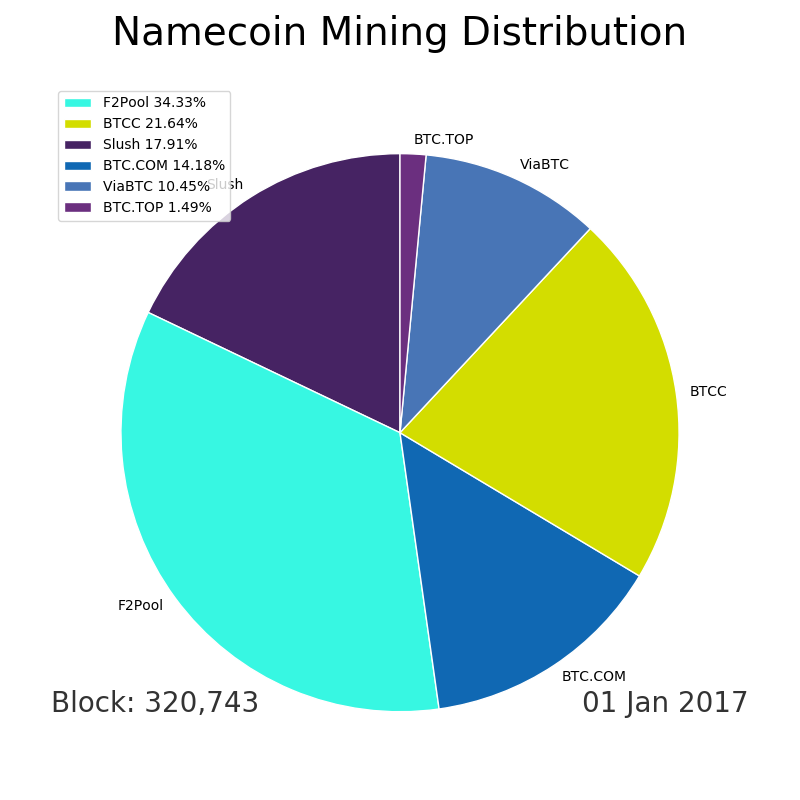 Namecoin Mining Distribution
F2Pool 34.33%
BTCC 21.64%
Slush 17.91%
BTC.COM 14.18%
ViaBTC 10.45%
BTC.TOP 1.49%
BTC.TOP
ViaBTC
Slush
BTCC
F2Pool
BTC.COM
Block: 320,743
01 Jan 2017